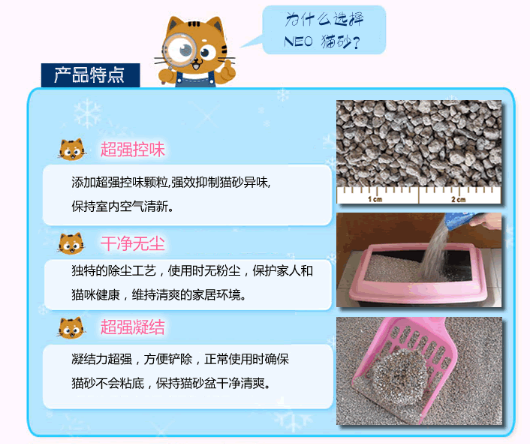 为什么选择
NEO 猫砂?
产品特点
超强控味
添加超强控味颗粒,强效抑制猫砂异味,
保持室内空气清新。
1 cm 2 cm
干净无尘
独特的除尘工艺，使用时无粉尘，保护家人和
猫咪健康，维持清爽的家居环境。
超强凝结
凝结力超强，方便铲除，正常使用时确保
猫砂不会粘底，保持猫砂盆干净清爽。